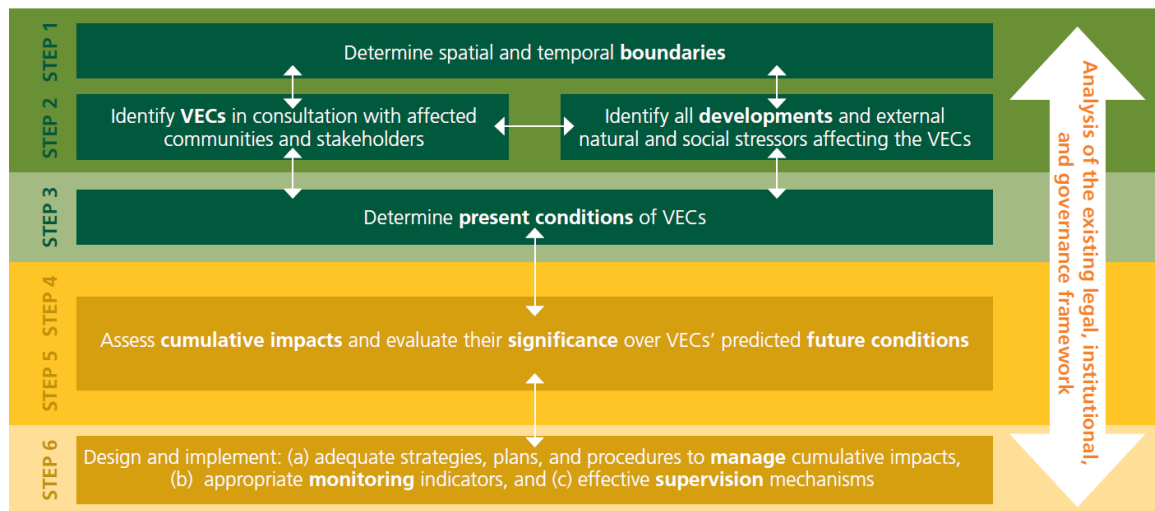 STEP 1
Determine spatial and temporal boundaries
STEP 2
Identify VECs in consultation with affected
communities and stakeholders
Identify all developments and external
natural and social stressors affecting the VECs
STEP 3
Determine present conditions of VECs
STEP 4
STEP 5
Assess cumulative impacts and evaluate their significance over VECs’ predicted future conditions
STEP 6
Design and implement: (a) adequate strategies, plans, and procedures to manage cumulative impacts,
(b) appropriate monitoring indicators, and (c) effective supervision mechanisms
Analysis of the existing legal, institutional,
and governance framework